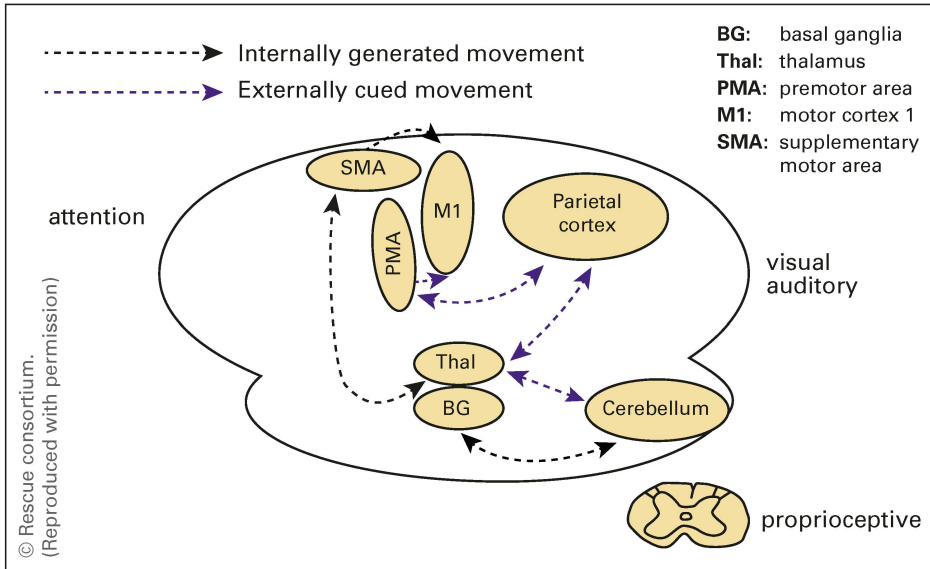 Internally generated movement
Externally cued movement
BG: basal ganglia
Thal: thalamus
PMA: premotor area
M1: motor cortex 1
SMA: supplementary
motor area
SMA
M1
PMA
Parietal
cortex
attention
visual
auditory
Thal
BG
Cerebellum
proprioceptive
© Rescue consortium.
(Reproduced with permission)